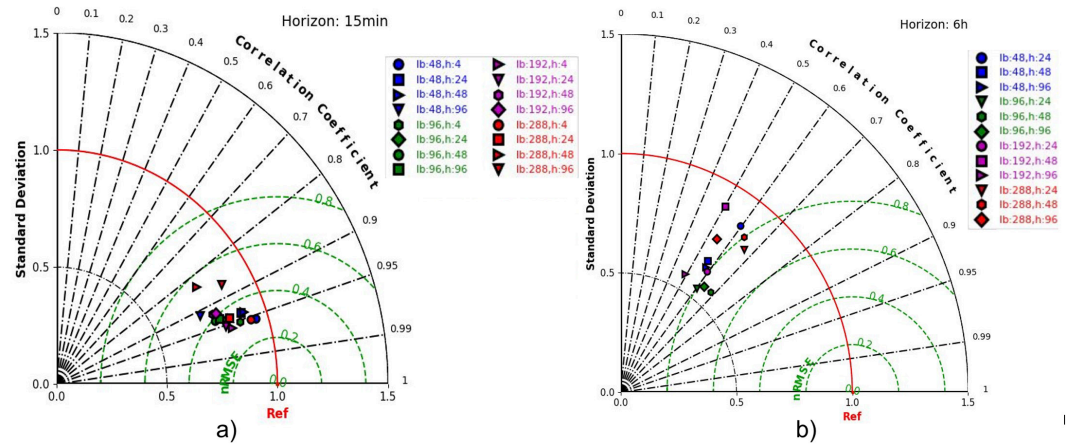 Horizon: 15min
Standard Deviation
1.5
1.0
0.5
0.0
0
0.1
0.2
0.3
0.4
0.5
0.6
0.7
0.8
0.9
0.95
0.99
1
Correlation Coefficient
0.8
0.6
0.4
0.2
0.0
nRMSE
0.0
0.5
1.0
1.5
Ref
lb:48,h:4
lb:48,h:24
lb:48,h:48
lb:48,h:96
lb:96,h:4
lb:96,h:24
lb:96,h:48
lb:96,h:96
lb:192,h:4
lb:192,h:24
lb:192,h:48
lb:192,h:96
lb:288,h:4
lb:288,h:24
lb:288,h:48
lb:288,h:96
a)
Horizon: 6h
Standard Deviation
1.5
1.0
0.5
0.0
0
0.1
0.2
0.3
0.4
0.5
0.6
0.7
0.8
0.9
0.95
0.99
1
Correlation Coefficient
0.8
0.6
0.4
0.2
0.0
nRMSE
0.0
0.5
1.0
1.5
Ref
lb:48,h:24
lb:48,h:48
lb:48,h:96
lb:96,h:24
lb:96,h:48
lb:96,h:96
lb:192,h:24
lb:192,h:48
lb:192,h:96
lb:288,h:24
lb:288,h:48
lb:288,h:96
b)